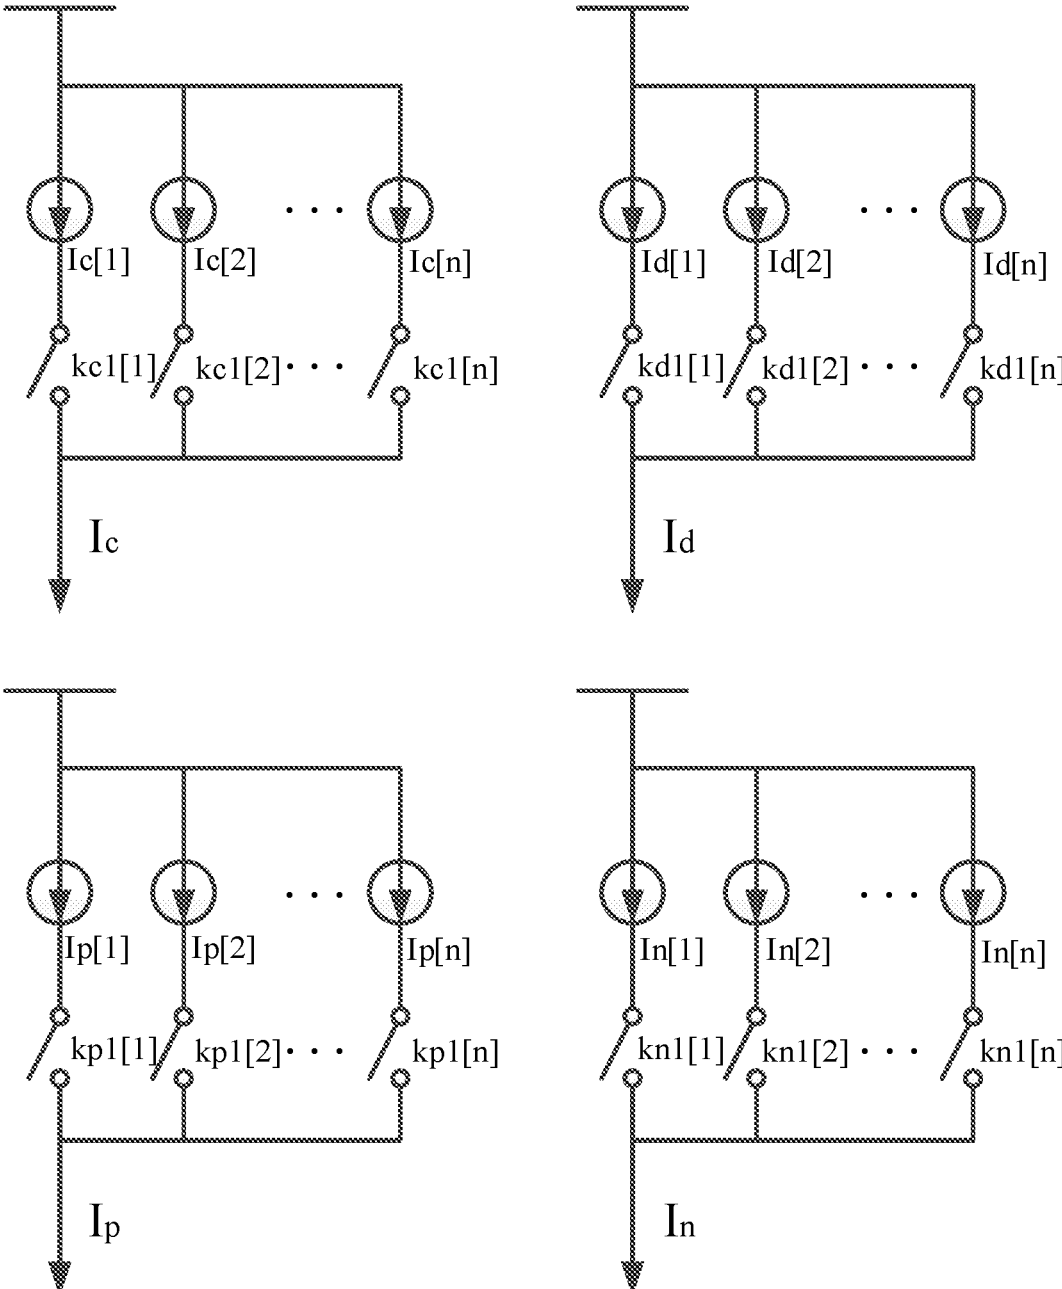 · · ·
· · ·
Ic[1] Ic[2] Ic[n]
Id[1] Id[2] Id[n]
kc1[1] kc1[2] · · · kc1[n]
kd1[1] kd1[2] · · · kd1[n]
Ic
Id
· · ·
· · ·
Ip[1] Ip[2] Ip[n]
In[1] In[2] In[n]
kp1[1] kp1[2] · · · kp1[n]
kn1[1] kn1[2] · · · kn1[n]
Ip
In